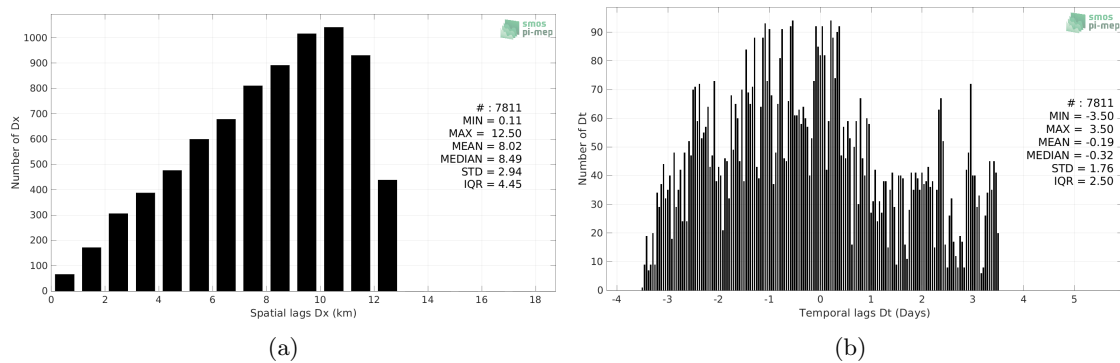 smos
pi-mep
1000
900
800
700
600
500
400
300
200
100
0
Number of Dx
# : 7811
MIN = 0.11
MAX = 12.50
MEAN = 8.02
MEDIAN = 8.49
STD = 2.94
IQR = 4.45
0 2 4 6 8 10 12 14 16 18
Spatial lags Dx (km)
(a)
smos
pi-mep
90
80
70
60
50
40
30
20
10
0
Number of Dt
# : 7811
MIN = -3.50
MAX = 3.50
MEAN = -0.19
MEDIAN = -0.32
STD = 1.76
IQR = 2.50
-4 -3 -2 -1 0 1 2 3 4 5
Temporal lags Dt (Days)
(b)